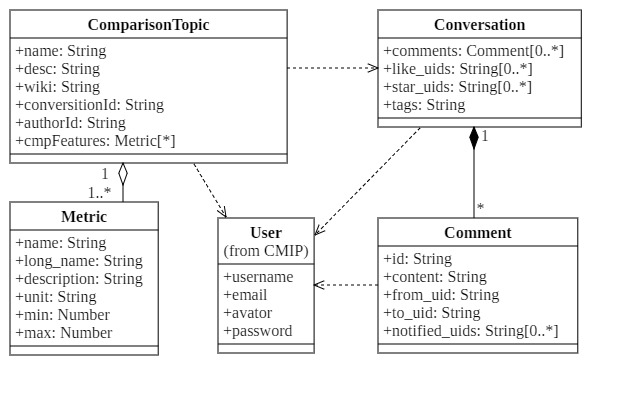 ComparisonTopic
+name: String
+desc: String
+wiki: String
+conversitionId: String
+authorId: String
+cmpFeatures: Metric[*]
Conversation
+comments: Comment[0..*]
+like_uids: String[0..*]
+star_uids: String[0..*]
+tags: String
1
1..*
1
*
Metric
+name: String
+long_name: String
+description: String
+unit: String
+min: Number
+max: Number
User
(from CMIP)
+username
+email
+avator
+password
Comment
+id: String
+content: String
+from_uid: String
+to_uid: String
+notified_uids: String[0..*]